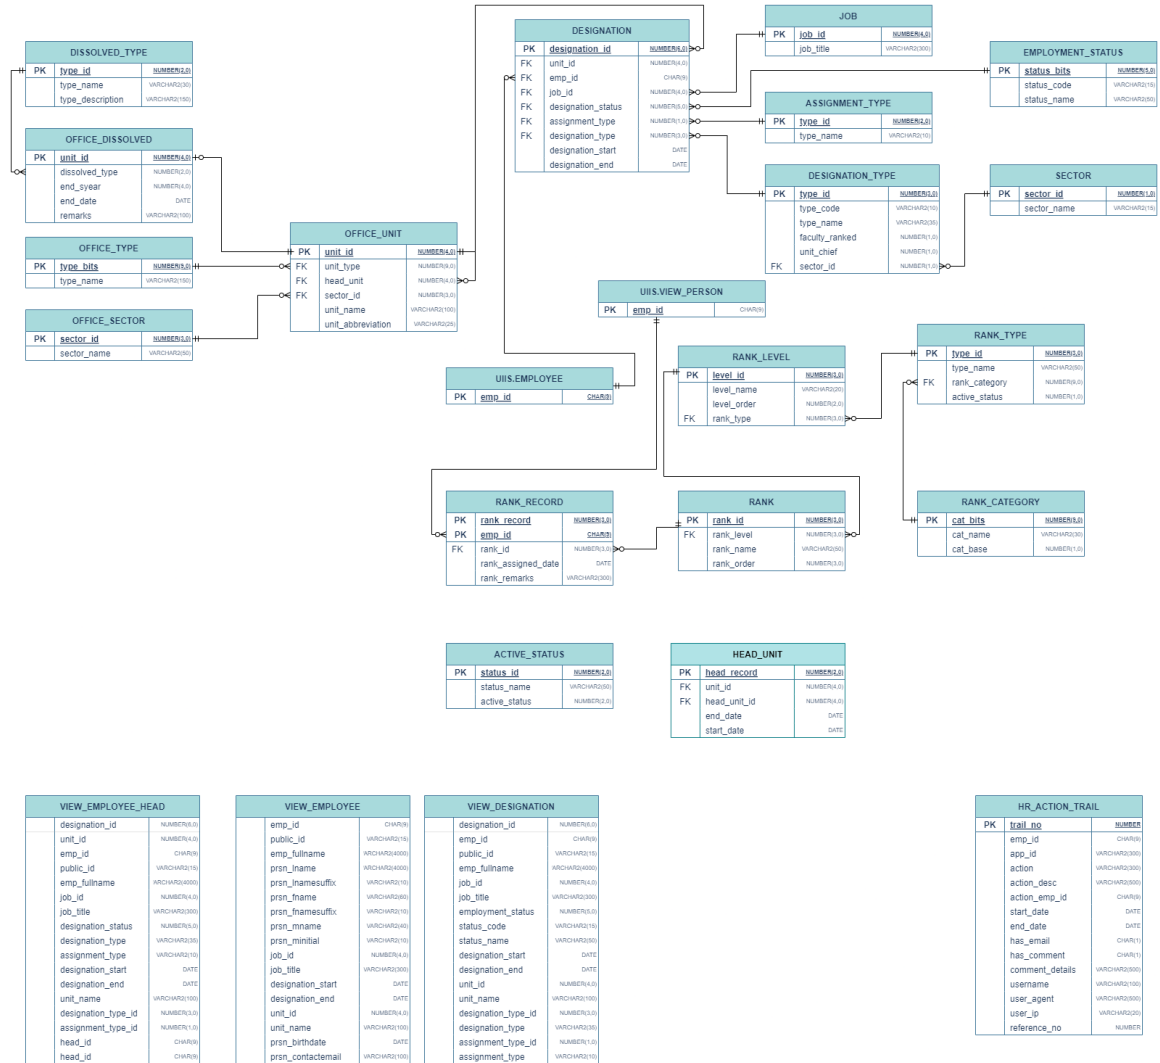 DISSOLVED_TYPE
PK type_id NUMBER(2,0)
type_name VARCHAR2(30)
type_description VARCHAR2(150)
OFFICE_DISSOLVED
PK unit_id NUMBER(4,0)
dissolved_type NUMBER(2,0)
end_syear NUMBER(4,0)
end_date DATE
remarks VARCHAR2(100)
OFFICE_TYPE
PK type_bits NUMBER(9,0)
type_name VARCHAR2(150)
OFFICE_SECTOR
PK sector_id NUMBER(3,0)
sector_name VARCHAR2(50)
OFFICE_UNIT
PK unit_id NUMBER(4,0)
FK unit_type NUMBER(9,0)
FK head_unit NUMBER(4,0)
FK sector_id NUMBER(3,0)
unit_name VARCHAR2(100)
unit_abbreviation VARCHAR2(25)
DESIGNATION
PK designation_id NUMBER(6,0)
FK unit_id NUMBER(4,0)
FK emp_id CHAR(9)
FK job_id NUMBER(4,0)
FK designation_status NUMBER(5,0)
FK assignment_type NUMBER(1,0)
FK designation_type NUMBER(3,0)
designation_start DATE
designation_end DATE
JOB
PK job_id NUMBER(4,0)
job_title VARCHAR2(300)
EMPLOYMENT_STATUS
PK status_bits NUMBER(5,0)
status_code VARCHAR2(15)
status_name VARCHAR2(50)
ASSIGNMENT_TYPE
PK type_id NUMBER(2,0)
type_name VARCHAR2(10)
DESIGNATION_TYPE
PK type_id NUMBER(3,0)
type_code VARCHAR2(10)
type_name VARCHAR2(35)
faculty_ranked NUMBER(1,0)
unit_chief NUMBER(1,0)
FK sector_id NUMBER(1,0)
SECTOR
PK sector_id NUMBER(1,0)
sector_name VARCHAR2(15)
UIIS.VIEW_PERSON
PK emp_id CHAR(9)
UIIS.EMPLOYEE
PK emp_id CHAR(9)
RANK_LEVEL
PK level_id NUMBER(3,0)
level_name VARCHAR2(20)
level_order NUMBER(2,0)
FK rank_type NUMBER(3,0)
RANK_TYPE
PK type_id NUMBER(3,0)
type_name VARCHAR2(50)
FK rank_category NUMBER(9,0)
active_status NUMBER(1,0)
RANK_RECORD
PK rank_record NUMBER(3,0)
PK emp_id CHAR(9)
FK rank_id NUMBER(3,0)
rank_assigned_date DATE
rank_remarks VARCHAR2(300)
RANK
PK rank_id NUMBER(3,0)
FK rank_level NUMBER(3,0)
rank_name VARCHAR2(50)
rank_order NUMBER(3,0)
RANK_CATEGORY
PK cat_bits NUMBER(9,0)
cat_name VARCHAR2(30)
cat_base NUMBER(1,0)
ACTIVE_STATUS
PK status_id NUMBER(2,0)
status_name VARCHAR2(50)
active_status NUMBER(2,0)
HEAD_UNIT
PK head_record NUMBER(2,0)
FK unit_id NUMBER(4,0)
FK head_unit_id NUMBER(4,0)
end_date DATE
start_date DATE
VIEW_EMPLOYEE_HEAD
designation_id NUMBER(6,0)
unit_id NUMBER(4,0)
emp_id CHAR(9)
public_id VARCHAR2(15)
emp_fullname ARCHAR2(4000)
job_id NUMBER(4,0)
job_title VARCHAR2(300)
designation_status NUMBER(5,0)
designation_type VARCHAR2(35)
assignment_type VARCHAR2(10)
designation_start DATE
designation_end DATE
unit_name VARCHAR2(100)
designation_type_id NUMBER(3,0)
assignment_type_id NUMBER(1,0)
head_id CHAR(9)
head_id CHAR(9)
VIEW_EMPLOYEE
emp_id CHAR(9)
public_id VARCHAR2(15)
emp_fullname ARCHAR2(4000)
prsn_lname ARCHAR2(4000)
prsn_lnamesuffix VARCHAR2(10)
prsn_fname VARCHAR2(60)
prsn_fnamesuffix VARCHAR2(10)
prsn_mname VARCHAR2(40)
prsn_minitial VARCHAR2(10)
job_id NUMBER(4,0)
job_title VARCHAR2(300)
designation_start DATE
designation_end DATE
unit_id NUMBER(4,0)
unit_name VARCHAR2(100)
prsn_birthdate DATE
prsn_contactemail VARCHAR2(100)
VIEW_DESIGNATION
designation_id NUMBER(6,0)
emp_id CHAR(9)
public_id VARCHAR2(15)
emp_fullname ARCHAR2(4000)
job_id NUMBER(4,0)
job_title VARCHAR2(300)
employment_status NUMBER(5,0)
status_code VARCHAR2(15)
status_name VARCHAR2(50)
designation_start DATE
designation_end DATE
unit_id NUMBER(4,0)
unit_name VARCHAR2(100)
designation_type_id NUMBER(3,0)
designation_type VARCHAR2(35)
assignment_type_id NUMBER(1,0)
assignment_type VARCHAR2(10)
HR_ACTION_TRAIL
PK trail_no NUMBER
emp_id CHAR(9)
app_id VARCHAR2(300)
action VARCHAR2(300)
action_desc VARCHAR2(500)
action_emp_id CHAR(9)
start_date DATE
end_date DATE
has_email CHAR(1)
has_comment CHAR(1)
comment_details VARCHAR2(500)
username VARCHAR2(100)
user_agent VARCHAR2(500)
user_ip VARCHAR2(20)
reference_no NUMBER